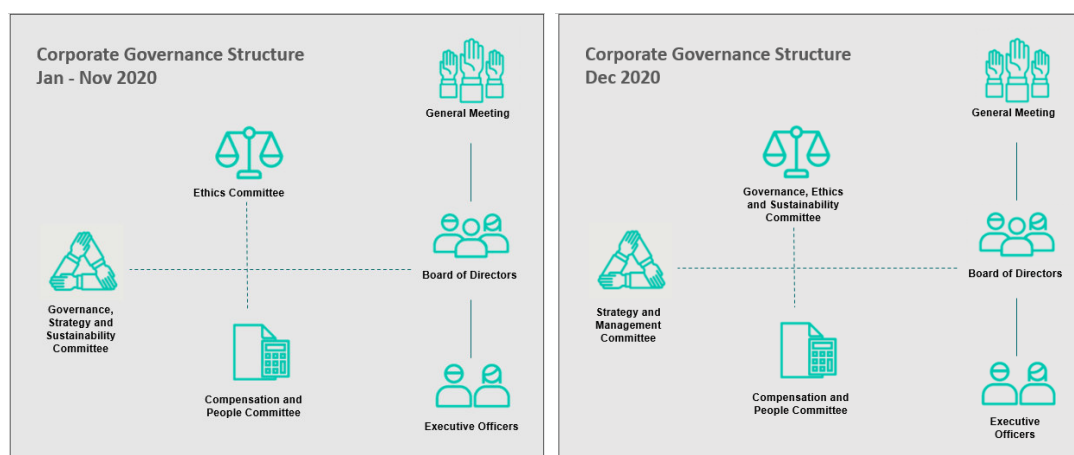 Corporate Governance Structure
Jan - Nov 2020
General Meeting
Ethics Committee
Board of Directors
Governance,
Strategy and
Sustainability
Committee
Compensation and
People Committee
Executive Officers
Corporate Governance Structure
Dec 2020
General Meeting
Governance, Ethics
and Sustainability
Committee
Board of Directors
Strategy and
Management
Committee
Compensation and
People Committee
Executive
Officers